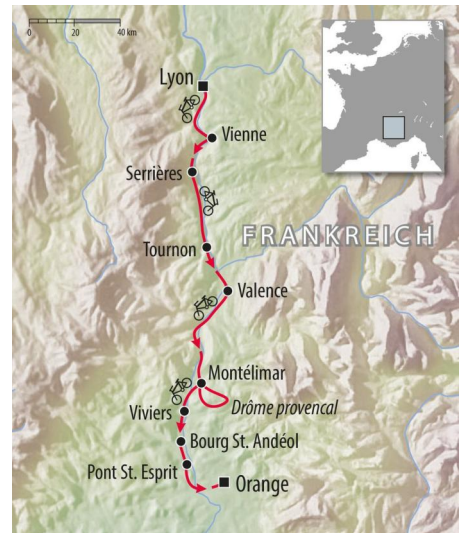 0 20 40 km
Lyon
Vienne
Serrières
FRANKREICH
Tournon
Valence
Montélimar
Drôme provencal
Viviers
Bourg St. Andéol
Pont St. Esprit
Orange